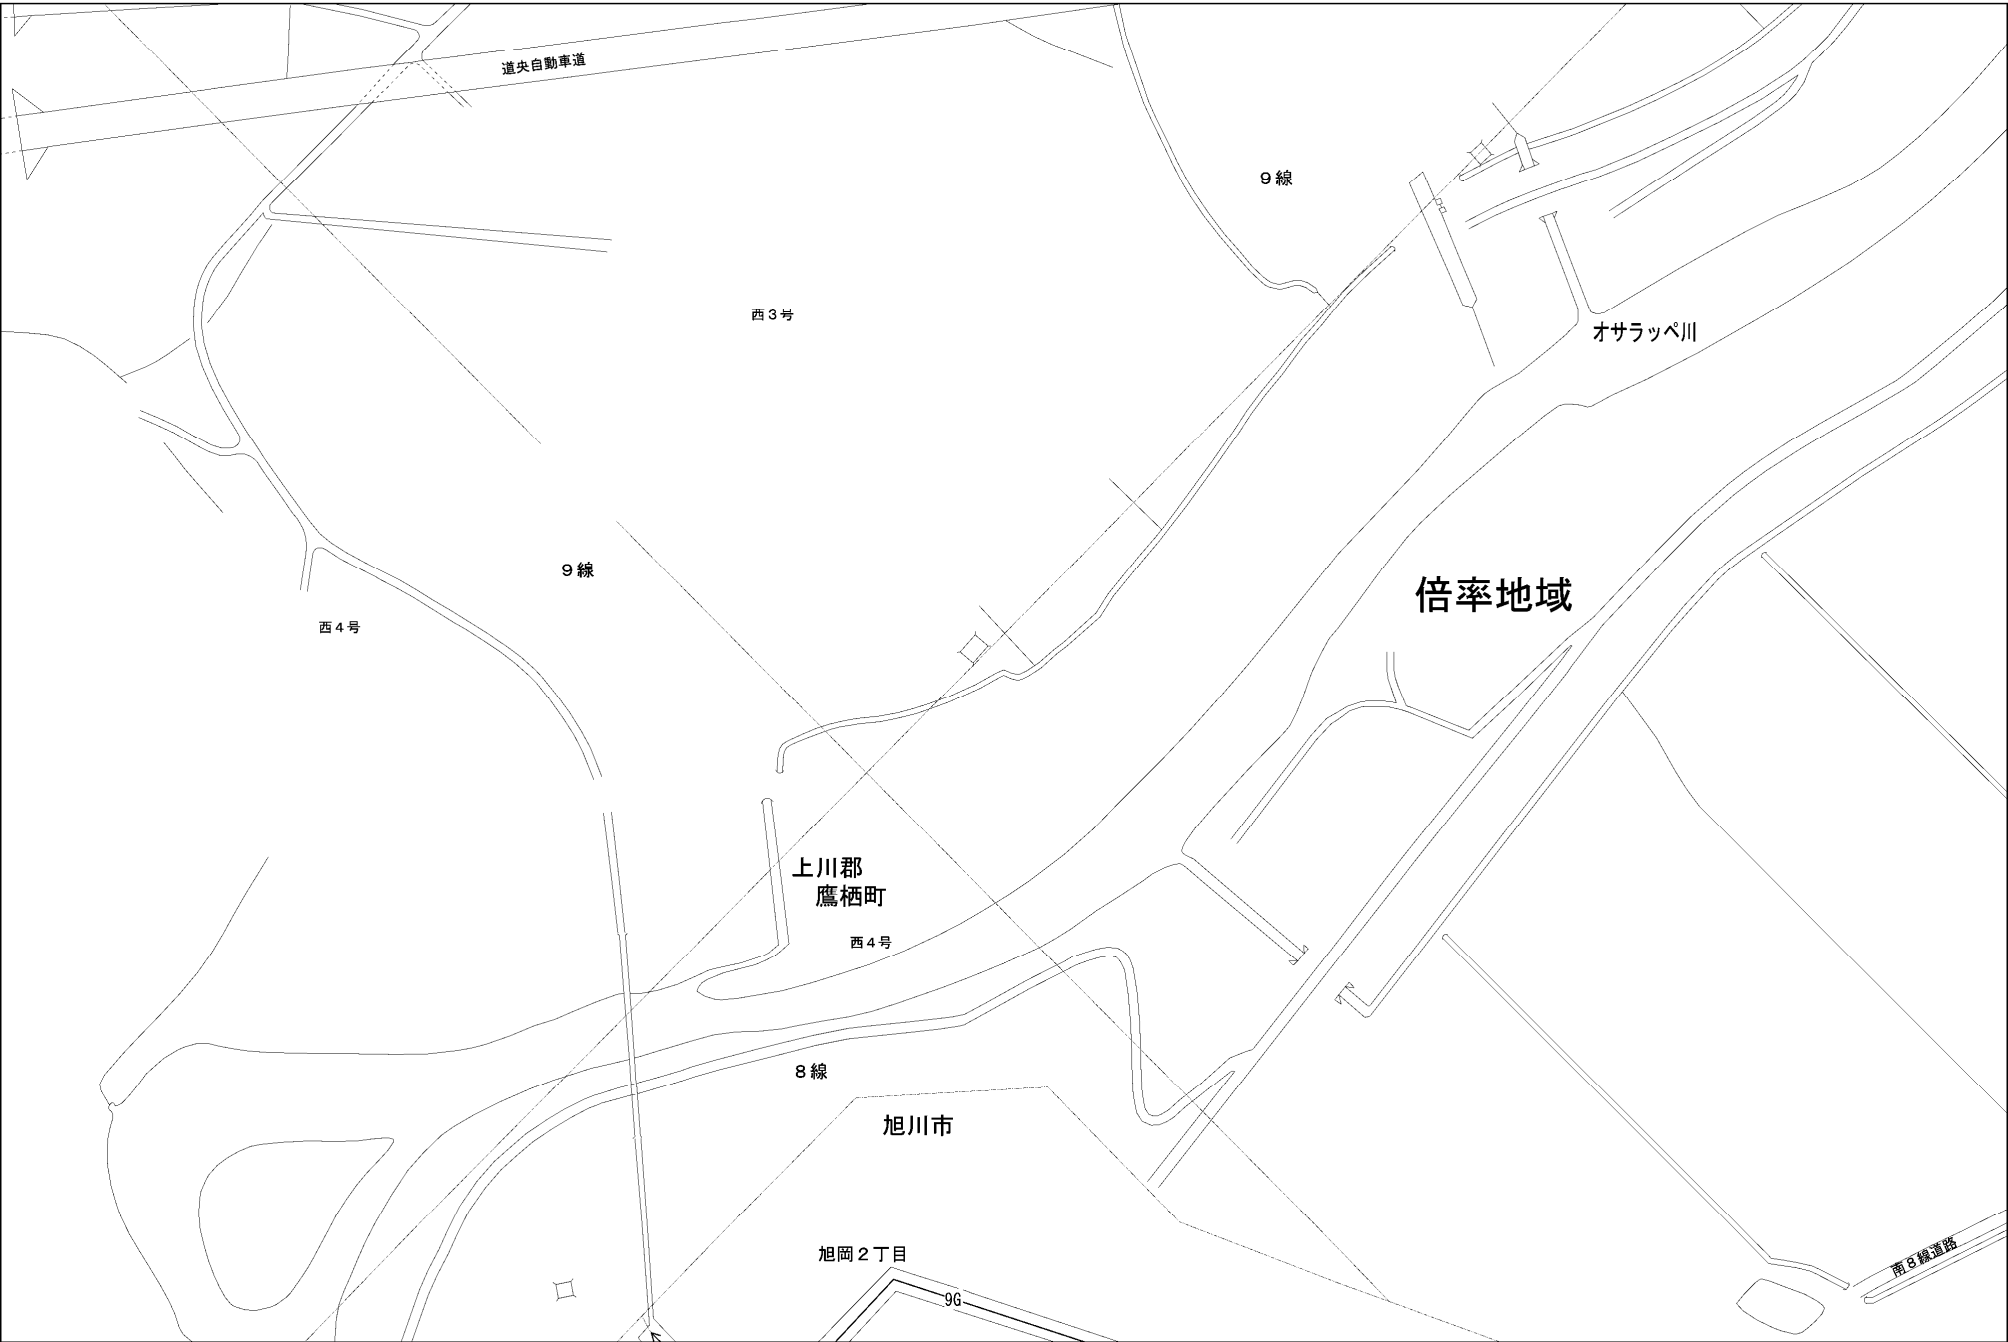 道央自動車道
９線
西３号
オサラッペ川
９線
倍率地域
西４号
上川郡
鷹栖町
西４号
８線
旭川市
旭岡２丁目
南８線道路
9G